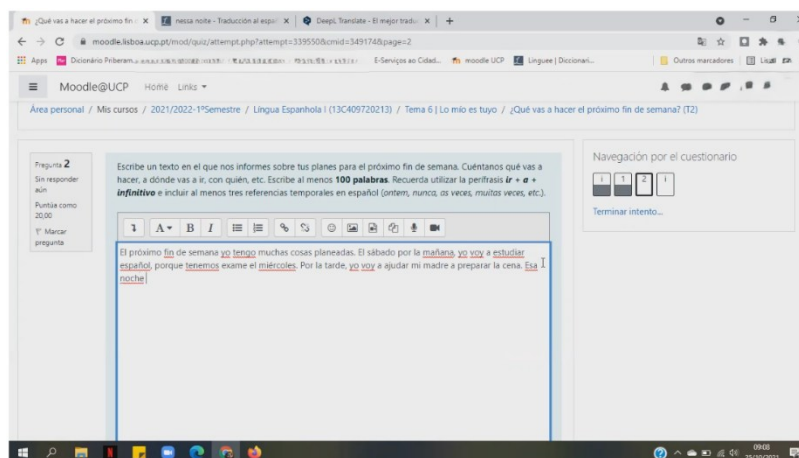 ¿Qué vas a hacer el próximo fin
nessa noite - Traducción al españ
DeepL Translate - El mejor traduc
moodle.lisboa.ucp.pt/mod/quiz/attempt.php?attempt=339550&cmid=349174&page=2
Apps Dicionário Priberam E-Serviços ao Cidad... moodle UCP Linguee | Diccionari... Outros marcadores
Moodle@UCP Home Links
Área personal / Mis cursos / 2021/2022-1ºSemestre / Língua Espanhola I (13C409720213) / Tema 6 | Lo mío es tuyo / ¿Qué vas a hacer el próximo fin de semana? (T2)
Pregunta 2
Sin responder
aún
Puntúa como
20,00
Marcar
pregunta
Escribe un texto en el que nos informes sobre tus planes para el próximo fin de semana. Cuéntanos qué vas a
hacer, a dónde vas a ir, con quién, etc. Escribe al menos 100 palabras. Recuerda utilizar la perífrasis ir + a +
infinitivo e incluir al menos tres referencias temporales en español (ontem, nunca, as veces, muitas veces, etc.).
A B I
El próximo fin de semana yo tengo muchas cosas planeadas. El sábado por la mañana, yo voy a estudiar
español, porque tenemos exame el miércoles. Por la tarde, yo voy a ajudar mi madre a preparar la cena. Esa
noche
Navegación por el cuestionario
i 1 2 i
Terminar intento...
09:03
25/10/2021